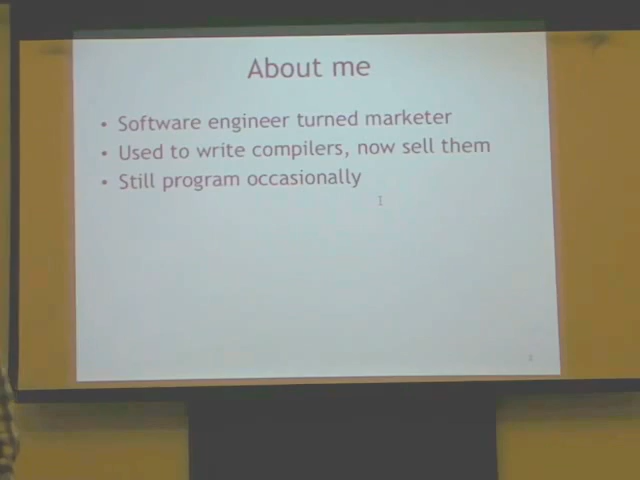 About me
• Software engineer turned marketer
• Used to write compilers, now sell them
• Still program occasionally